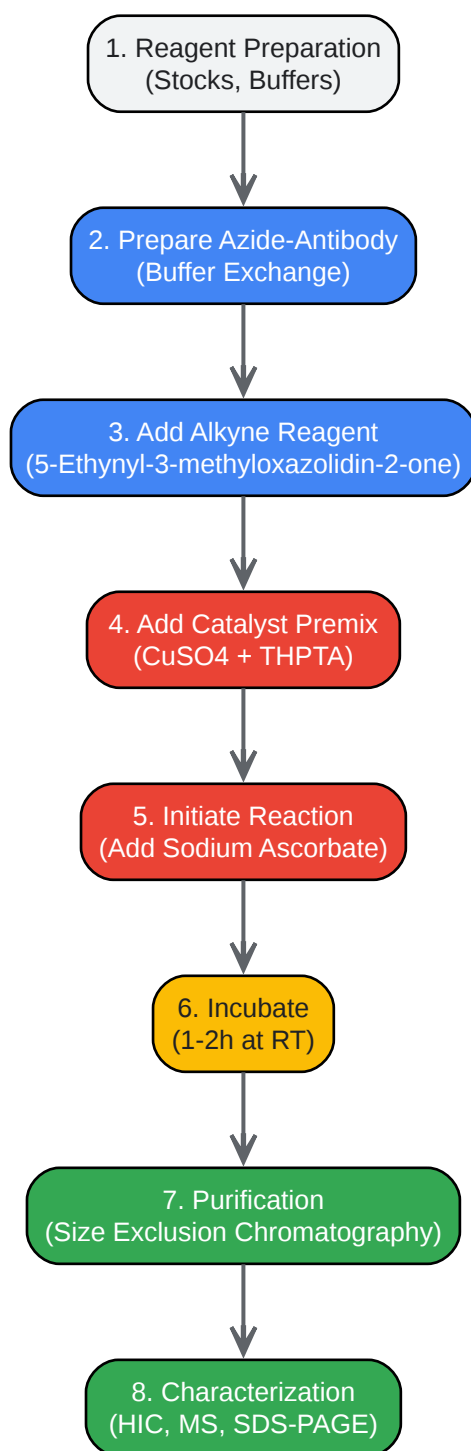 1. Reagent Preparation
(Stocks, Buffers)
2. Prepare Azide-Antibody
(Buffer Exchange)
3. Add Alkyne Reagent
(5-Ethynyl-3-methyloxazolidin-2-one)
4. Add Catalyst Premix
(CuSO4 + THPTA)
5. Initiate Reaction
(Add Sodium Ascorbate)
6. Incubate
(1-2h at RT)
7. Purification
(Size Exclusion Chromatography)
8. Characterization
(HIC, MS, SDS-PAGE)